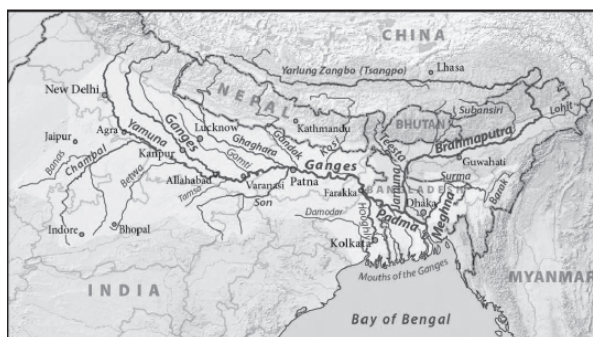 CHINA
Yarlung Zangbo (Tsangpo)
Lhasa
New Delhi
NEPAL
Subansiri
Lohit
BHUTAN
Brahmaputra
Kathmandu
Jaipur
Agra
Yamuna
Ganges
Lucknow
Ghaghara
Gandak
Kosi
Teesta
Guwahati
Banas
Chambal
Kanpur
Gomti
Ganges
Jamuna
Surma
Barak
Betwa
Allahabad
Varanasi
Patna
Farakka
BANGLADESH
Tamsa
Son
Dhaka
Meghna
Padma
Damodar
Hooghly
Indore
Bhopal
Kolkata
Mouths of the Ganges
INDIA
MYANMAR
Bay of Bengal